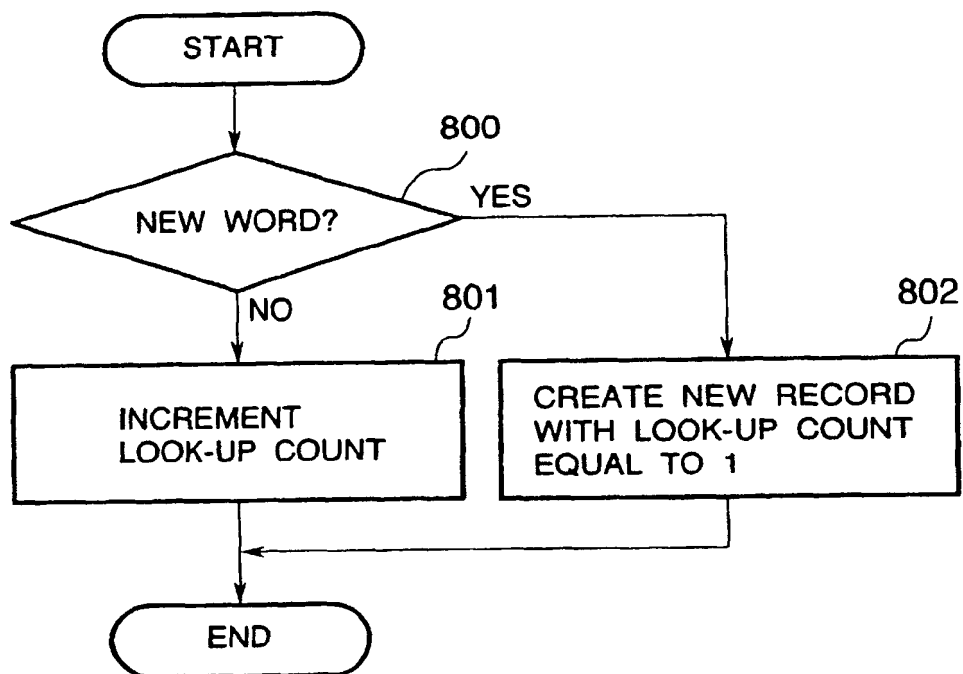 START
800
NEW WORD?
YES
NO
801
802
INCREMENT
LOOK-UP COUNT
CREATE NEW RECORD
WITH LOOK-UP COUNT
EQUAL TO 1
END